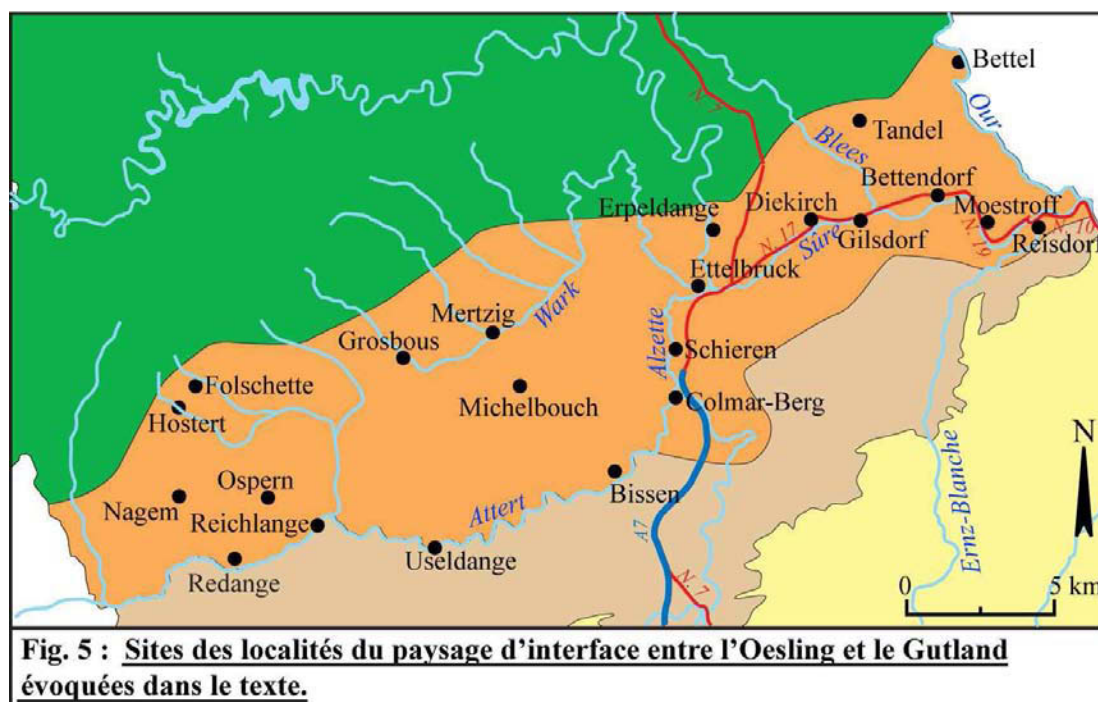 Bettel
Our
N. 7
Tandel
Blees
Bettendorf
Erpeldange
Diekirch
Moestroff
N. 10
N. 17
Sûre
Gilsdorf
N. 19
Reisdorf
Ettelbruck
Mertzig
Wark
Alzette
Grosbous
Schieren
Folschette
Michelbouch
Colmar-Berg
Hostert
Ernz-Blanche
N
Ospern
Nagem
Bissen
Reichlange
Attert
A7
Useldange
Redange
N. 7
0 5 km
Fig. 5 : Sites des localités du paysage d'interface entre l'Oesling et le Gutland
évoquées dans le texte.